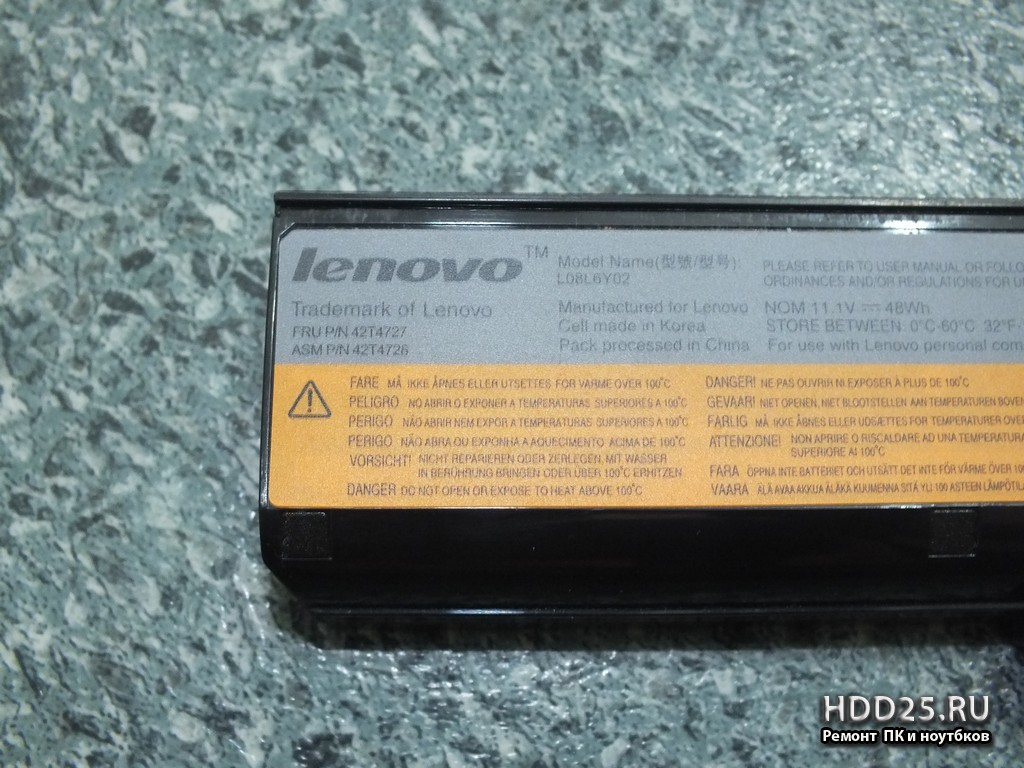 lenovo™
Trademark of Lenovo
FRU P/N 42T4727
ASM P/N 42T4726
Model Name(型號/型号):
L08L6Y02
Manufactured for Lenovo
Cell made in Korea
Pack processed in China
PLEASE REFER TO USER MANUAL OR FOLLO
ORDINANCES AND/OR REGULATIONS FOR U
NOM 11.1V ⎓ 48Wh
STORE BETWEEN 0°C-60°C 32°F-
For use with Lenovo personal com
FARE MÅ IKKE ÅPNES ELLER UTSETTES FOR VARME OVER 100°C
PELIGRO NO ABRIR O EXPONER A TEMPERATURAS SUPERIORES A 100°C
PERIGO NÃO ABRIR NEM EXPOR A TEMPERATURAS SUPERIORES A 100°C
PERIGO NÃO ABRA OU EXPONHA A AQUECIMENTO ACIMA DE 100°C
VORSICHT! NICHT REPARIEREN ODER ZERLEGEN, MIT WASSER
IN BERÜHRUNG BRINGEN ODER ÜBER 100°C ERHITZEN
DANGER DO NOT OPEN OR EXPOSE TO HEAT ABOVE 100°C
DANGER! NE PAS OUVRIR NI EXPOSER À PLUS DE 100°C
GEVAAR! NIET OPENEN, NIET BLOOTSTELLEN AAN TEMPERATUREN BOVEN
FARLIG MÅ IKKE ÅBNES ELLER UDSÆTTES FOR TEMPERATURER OVER
ATTENZIONE! NON APRIRE O RISCALDARE AD UNA TEMPERATURA
SUPERIORE AI 100°C
FARA ÖPPNA INTE BATTERIET OCH UTSÄTT DET INTE FÖR VÄRME ÖVER 100
VAARA ÄLÄ AVAA AKKUA ÄLÄKÄ KUUMENNA SITÄ YLI 100 ASTEEN LÄMPÖTILA
HDD25.RU
Ремонт ПК и ноутбков